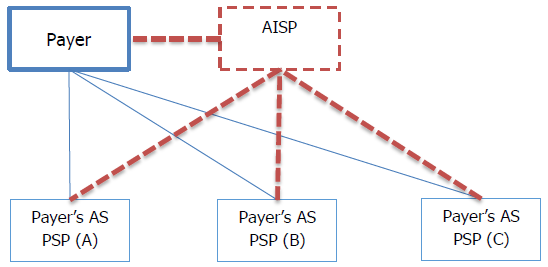 Payer
AISP
Payer’s AS
PSP (A)
Payer’s AS
PSP (B)
Payer’s AS
PSP (C)